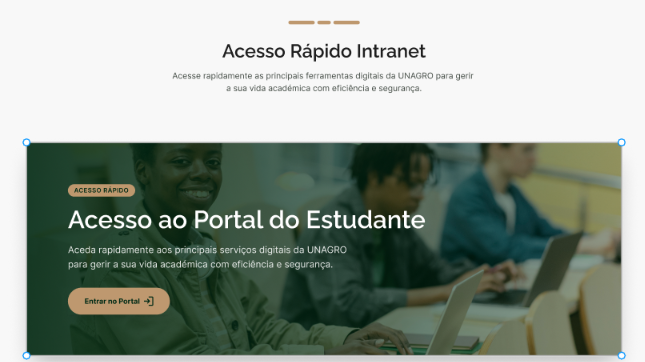 Acesso Rápido Intranet
Acesse rapidamente as principais ferramentas digitais da UNAGRO para gerir
a sua vida académica com eficiência e segurança.
ACESSO RÁPIDO
Acesso ao Portal do Estudante
Aceda rapidamente aos principais serviços digitais da UNAGRO
para gerir a sua vida académica com eficiência e segurança.
Entrar no Portal